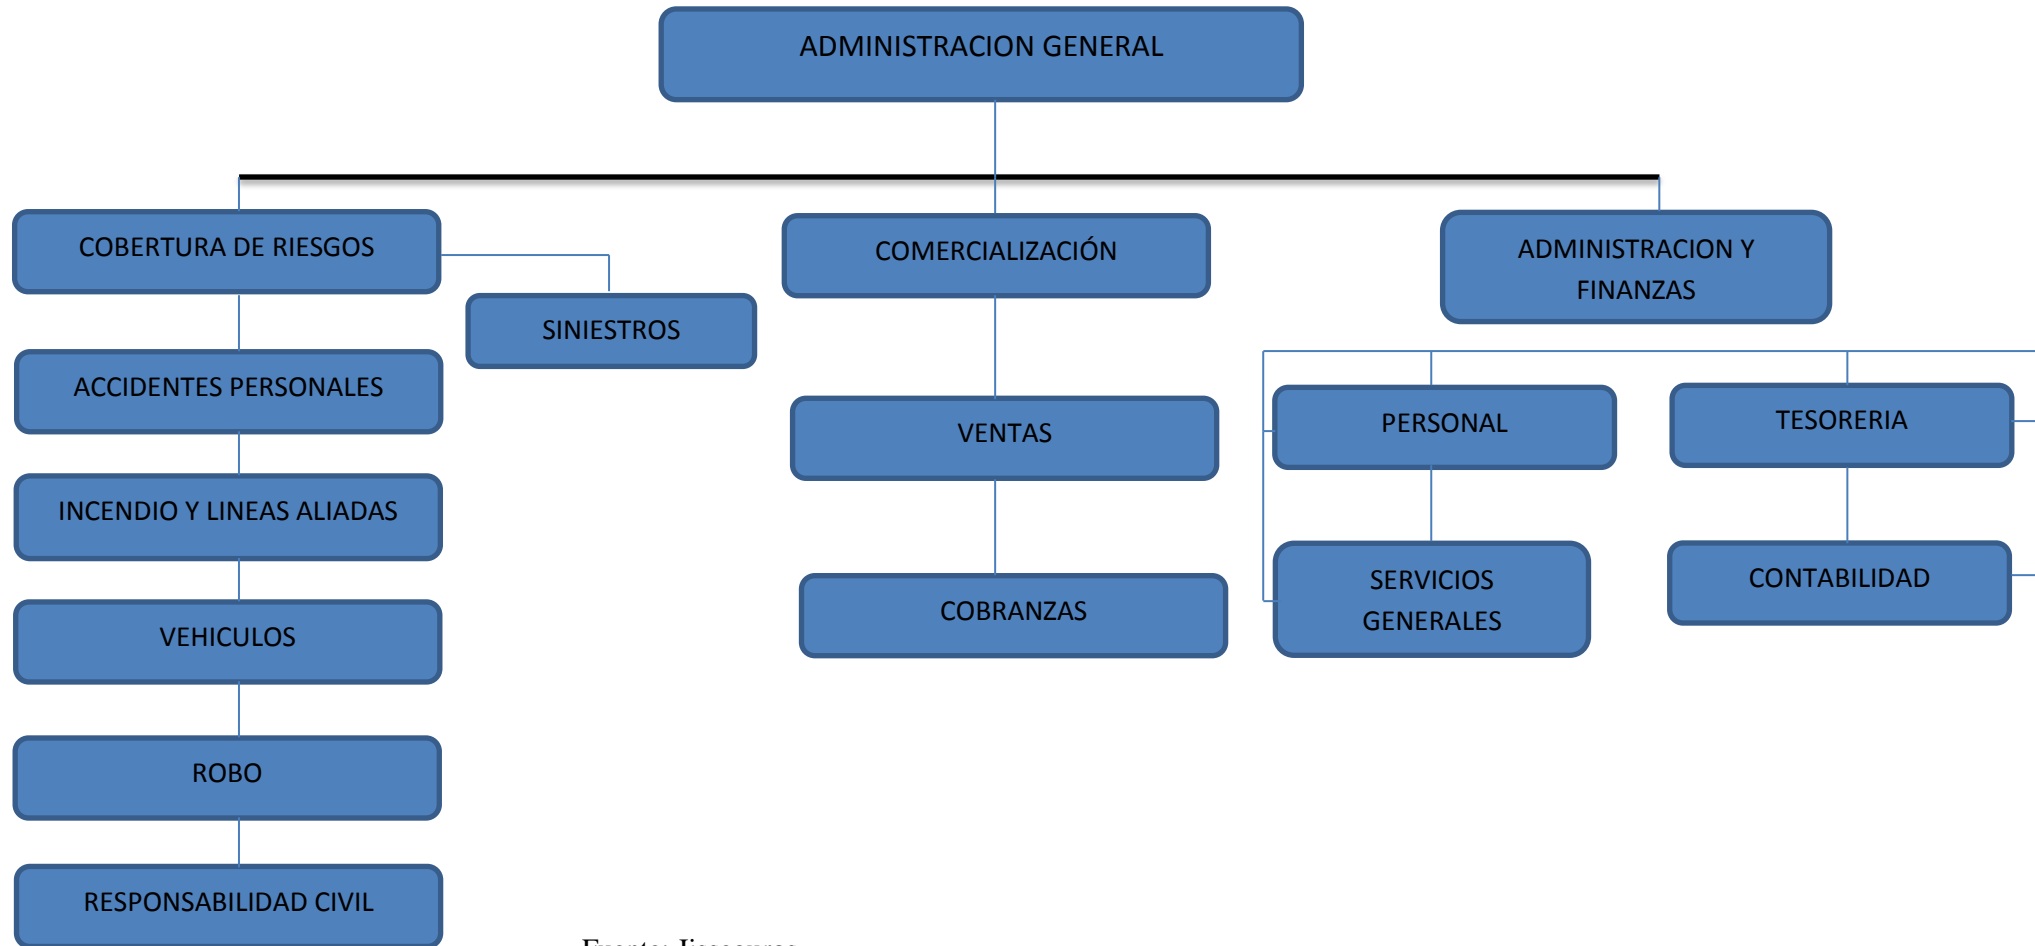 ADMINISTRACION GENERAL
COBERTURA DE RIESGOS
COMERCIALIZACIÓN
ADMINISTRACION Y
FINANZAS
SINIESTROS
ACCIDENTES PERSONALES
VENTAS
PERSONAL
TESORERIA
INCENDIO Y LINEAS ALIADAS
COBRANZAS
SERVICIOS
GENERALES
CONTABILIDAD
VEHICULOS
ROBO
RESPONSABILIDAD CIVIL
Fuente: